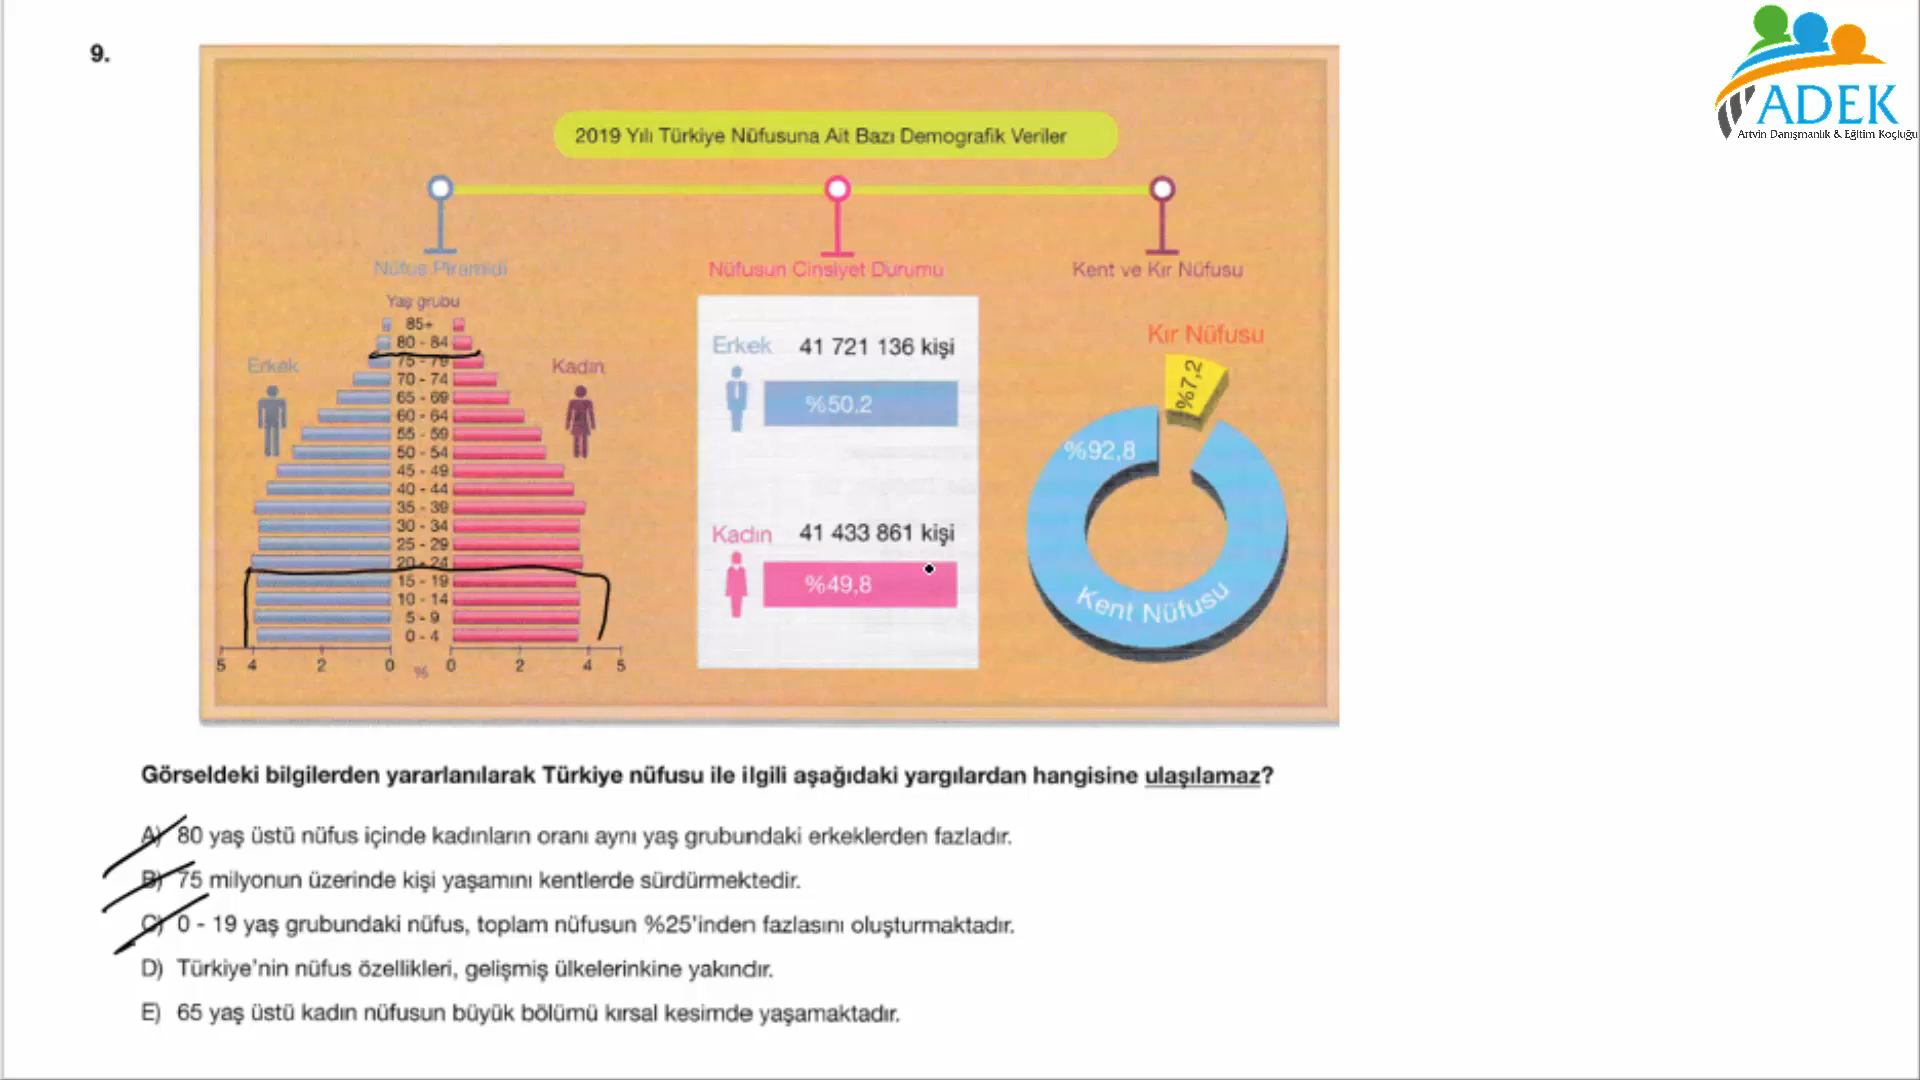 ADEK
Artvin Danışmanlık & Eğitim Koçluğu
9.
2019 Yılı Türkiye Nüfusuna Ait Bazı Demografik Veriler
Nüfus Piramidi
Nüfusun Cinsiyet Durumu
Kent ve Kır Nüfusu
Yaş grubu
85+
80 - 84
75 - 79
70 - 74
65 - 69
60 - 64
55 - 59
50 - 54
45 - 49
40 - 44
35 - 39
30 - 34
25 - 29
20 - 24
15 - 19
10 - 14
5 - 9
0 - 4
Erkek
Kadın
5 4 2 0 0 2 4 5
%
Erkek 41 721 136 kişi
%50,2
Kadın 41 433 861 kişi
%49,8
Kır Nüfusu
%7,2
%92,8
Kent Nüfusu
Görseldeki bilgilerden yararlanılarak Türkiye nüfusu ile ilgili aşağıdaki yargılardan hangisine ulaşılamaz?
A) 80 yaş üstü nüfus içinde kadınların oranı aynı yaş grubundaki erkeklerden fazladır.
B) 75 milyonun üzerinde kişi yaşamını kentlerde sürdürmektedir.
C) 0 - 19 yaş grubundaki nüfus, toplam nüfusun %25'inden fazlasını oluşturmaktadır.
D) Türkiye'nin nüfus özellikleri, gelişmiş ülkelerinkine yakındır.
E) 65 yaş üstü kadın nüfusun büyük bölümü kırsal kesimde yaşamaktadır.